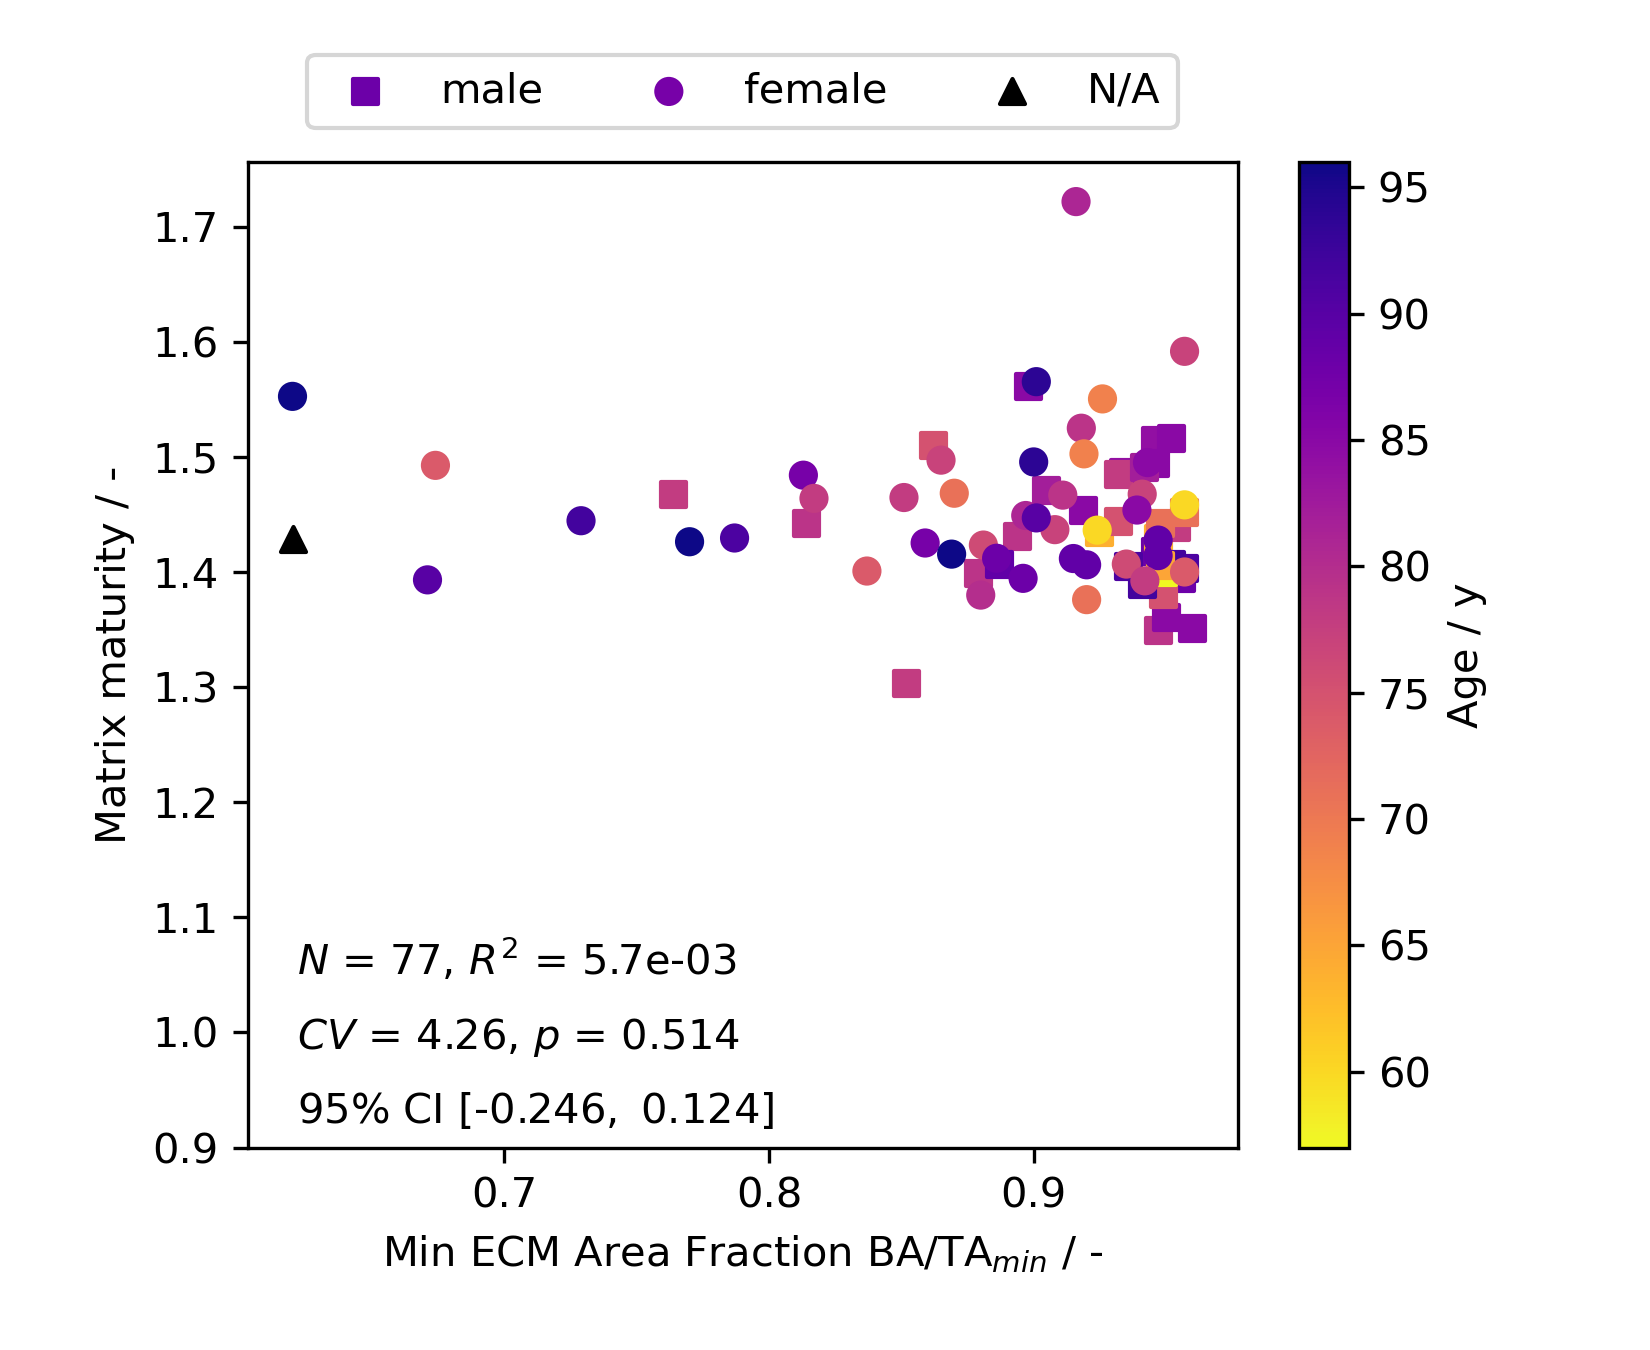 male female N/A
1.7
1.6
1.5
1.4
1.3
1.2
1.1
1.0
0.9
Matrix maturity / -
N = 77, R² = 5.7e-03
CV = 4.26, p = 0.514
95% CI [-0.246, 0.124]
0.7 0.8 0.9
Min ECM Area Fraction BA/TAmin / -
95
90
85
80
75
70
65
60
Age / y